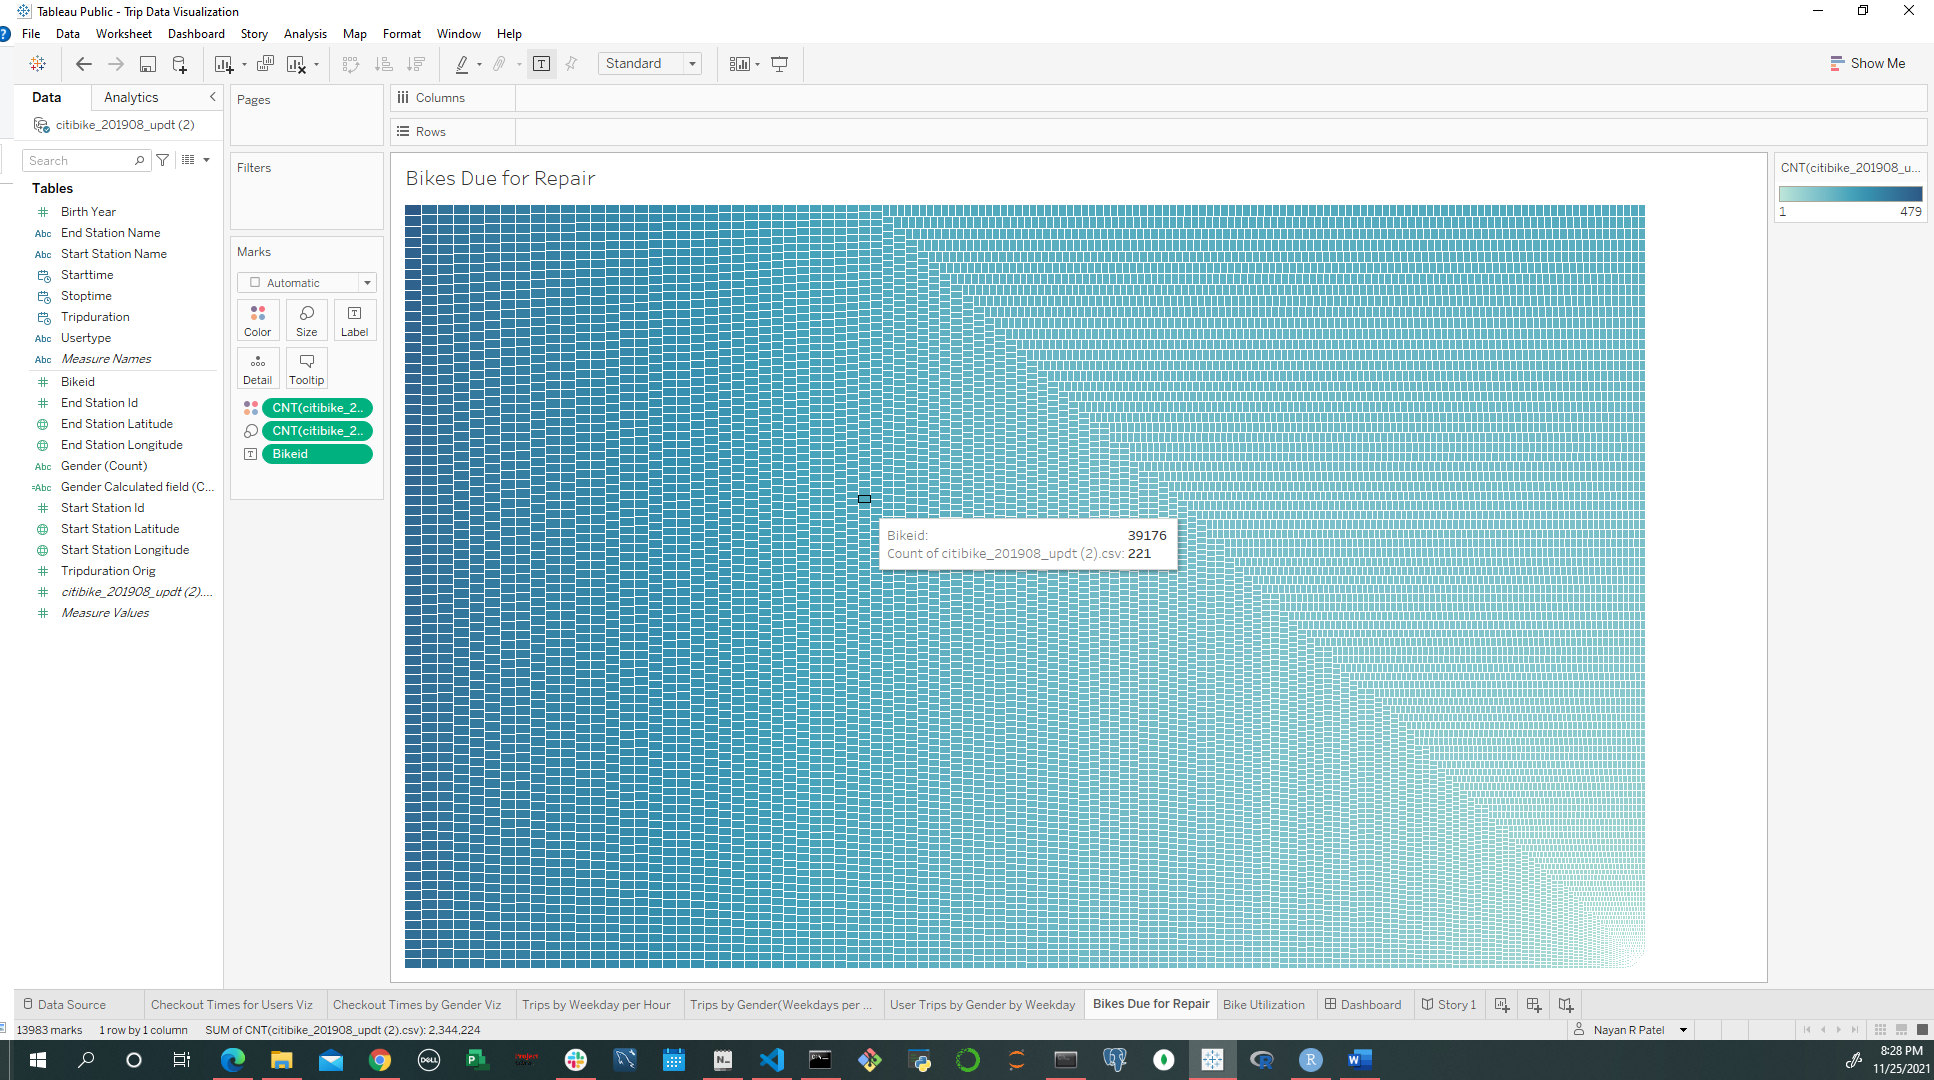 Tableau Public - Trip Data Visualization
File Data Worksheet Dashboard Story Analysis Map Format Window Help
Standard
Show Me
Data Analytics
citibike_201908_updt (2)
Search
Tables
# Birth Year
Abc End Station Name
Abc Start Station Name
Starttime
Stoptime
Tripduration
Abc Usertype
Abc Measure Names
# Bikeid
# End Station Id
End Station Latitude
End Station Longitude
Abc Gender (Count)
=Abc Gender Calculated field (C...
# Start Station Id
Start Station Latitude
Start Station Longitude
# Tripduration Orig
# citibike_201908_updt (2)....
# Measure Values
Pages
Filters
Marks
Automatic
Color Size Label
Detail Tooltip
CNT(citibike_2..
CNT(citibike_2..
Bikeid
Columns
Rows
Bikes Due for Repair
Bikeid: 39176
Count of citibike_201908_updt (2).csv: 221
CNT(citibike_201908_u...
1 479
Data Source Checkout Times for Users Viz Checkout Times by Gender Viz Trips by Weekday per Hour Trips by Gender(Weekdays per ... User Trips by Gender by Weekday Bikes Due for Repair Bike Utilization Dashboard Story 1
13983 marks 1 row by 1 column SUM of CNT(citibike_201908_updt (2).csv): 2,344,224
Nayan R Patel
DELL
8:28 PM
11/25/2021